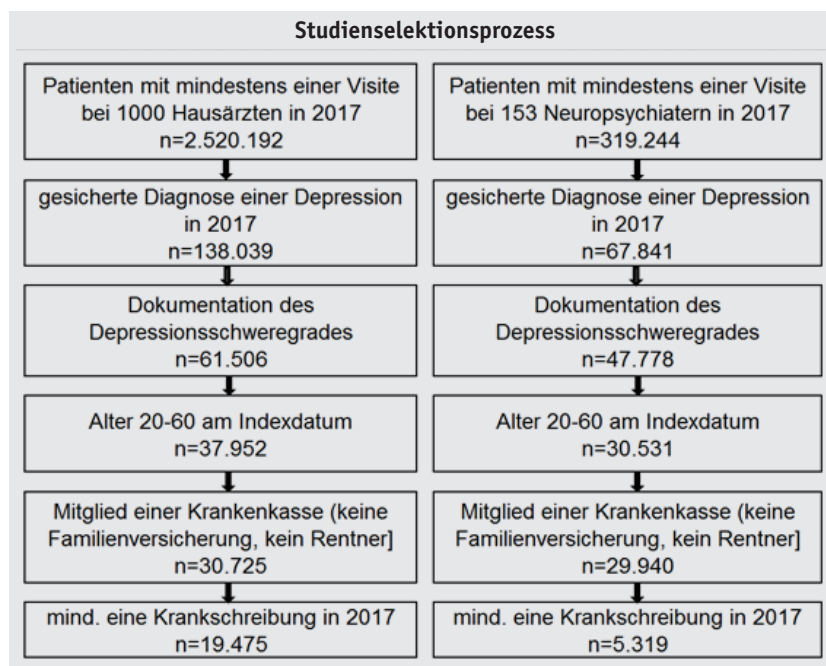 Studienselektionsprozess
Patienten mit mindestens einer Visite
bei 1000 Hausärzten in 2017
n=2.520.192
gesicherte Diagnose einer Depression
in 2017
n=138.039
Dokumentation des
Depressionsschweregrades
n=61.506
Alter 20-60 am Indexdatum
n=37.952
Mitglied einer Krankenkasse (keine
Familienversicherung, kein Rentner]
n=30.725
mind. eine Krankschreibung in 2017
n=19.475
Patienten mit mindestens einer Visite
bei 153 Neuropsychiatern in 2017
n=319.244
gesicherte Diagnose einer Depression
in 2017
n=67.841
Dokumentation des
Depressionsschweregrades
n=47.778
Alter 20-60 am Indexdatum
n=30.531
Mitglied einer Krankenkasse (keine
Familienversicherung, kein Rentner]
n=29.940
mind. eine Krankschreibung in 2017
n=5.319